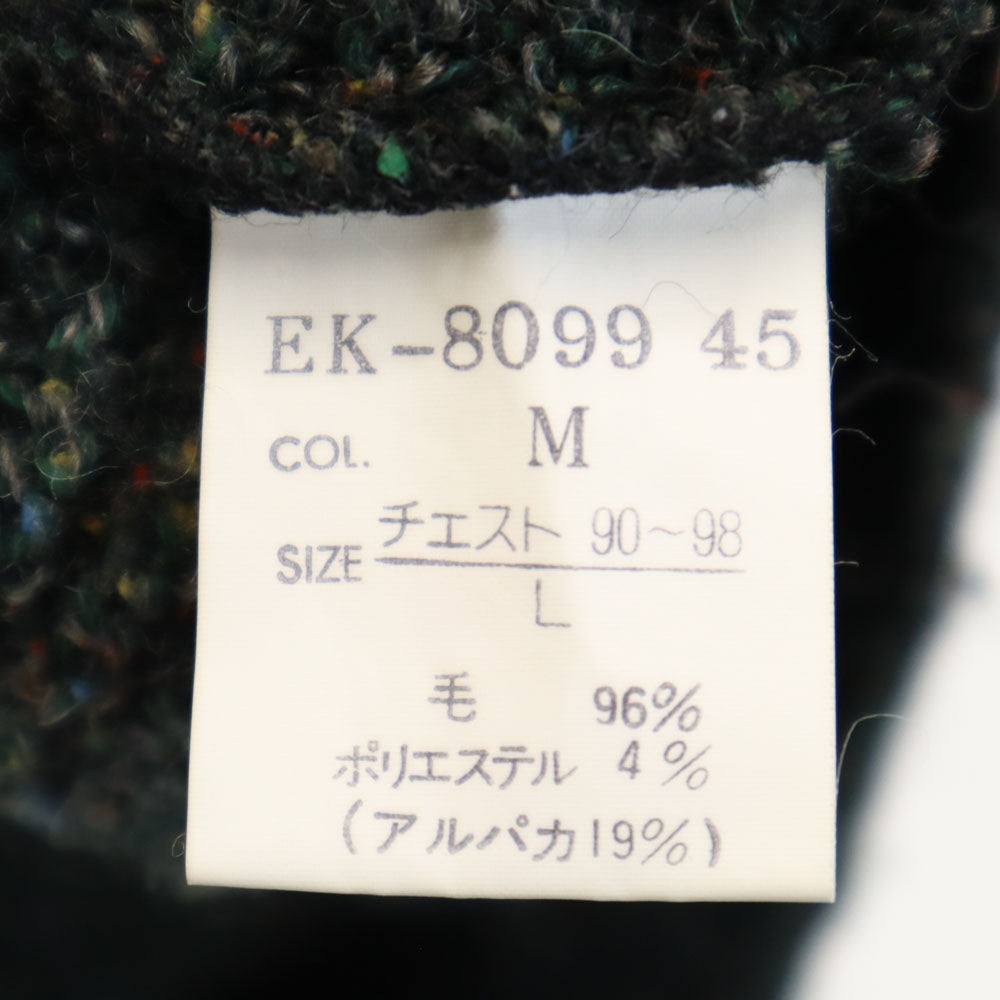 EK-8099 45
COL. M
SIZE チェスト 90~98
L
毛 96%
ポリエステル 4%
(アルパカ19%)